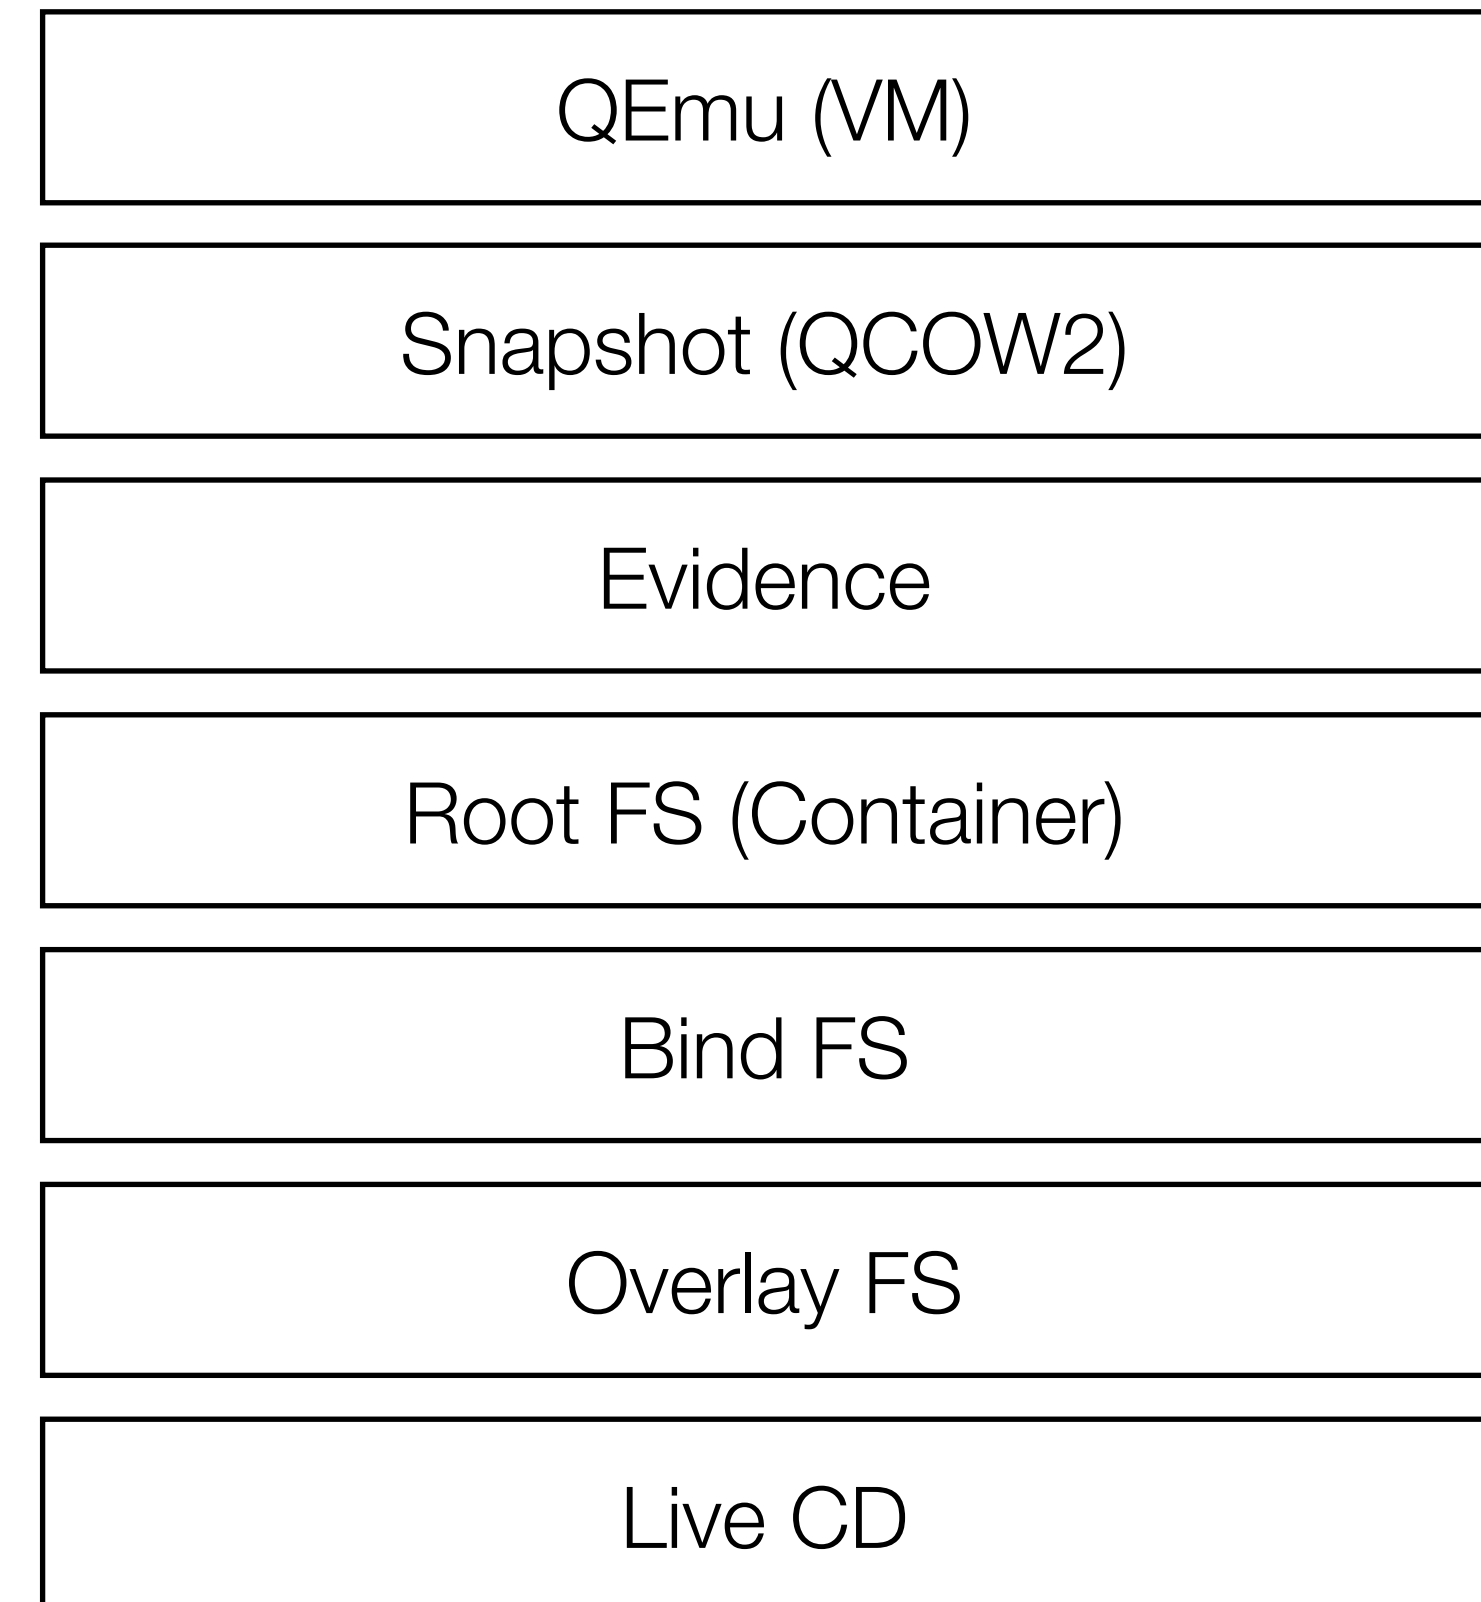 QEmu (VM)
Snapshot (QCOW2)
Evidence
Root FS (Container)
Bind FS
Overlay FS
Live CD